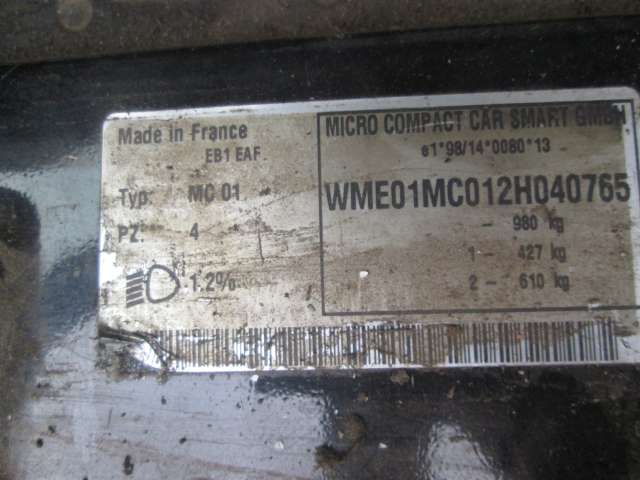 Made in France
EB1 EAF
Typ: MC 01
PZ: 4
1.2%
MICRO COMPACT CAR SMART GMBH
e1*98/14*0080*13
WME01MC012H040765
- 980 kg
1 - 427 kg
2 - 610 kg